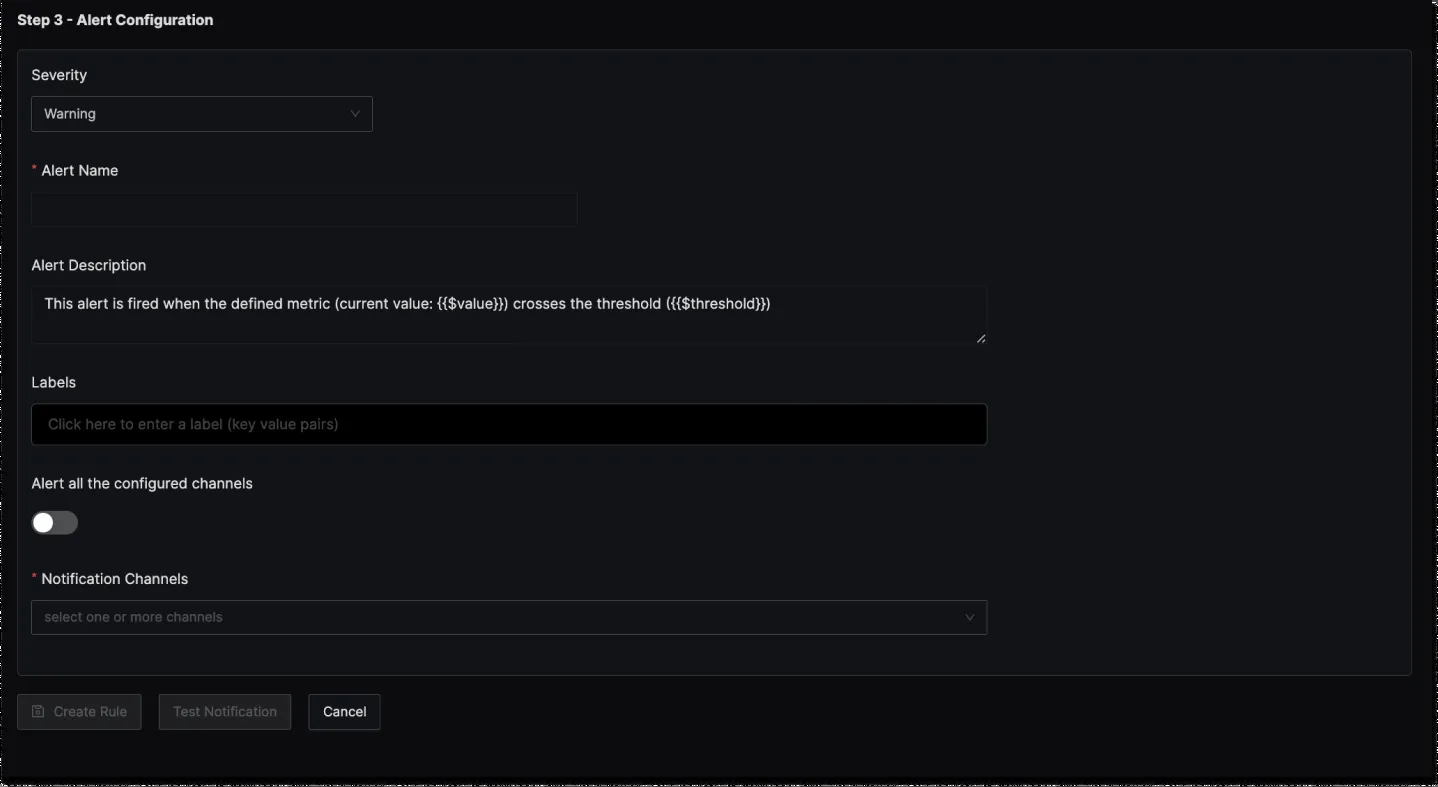 Step 3 - Alert Configuration
Severity
Warning
* Alert Name
Alert Description
This alert is fired when the defined metric (current value: {{$value}}) crosses the threshold ({{$threshold}})
Labels
Click here to enter a label (key value pairs)
Alert all the configured channels
* Notification Channels
select one or more channels
Create Rule Test Notification Cancel